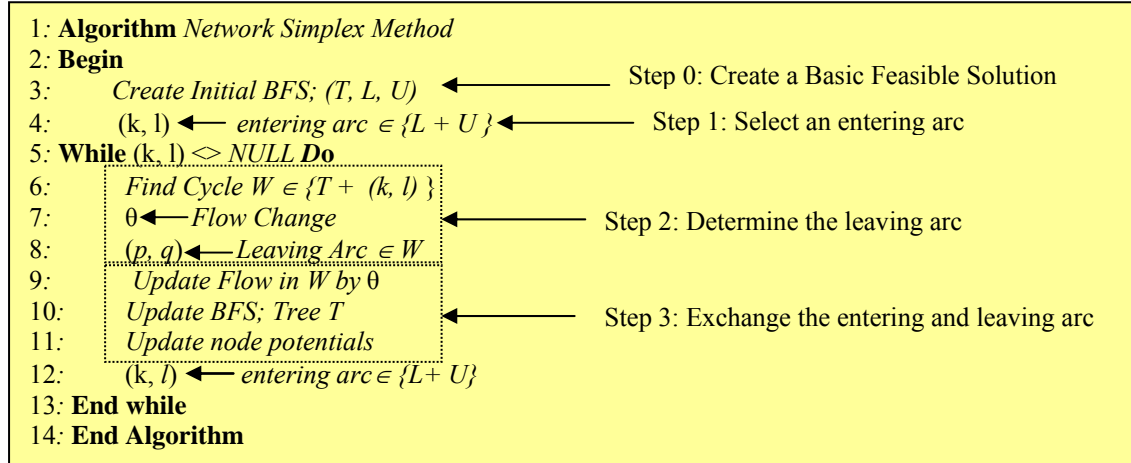 1: Algorithm Network Simplex Method
2: Begin
3: Create Initial BFS; (T, L, U) Step 0: Create a Basic Feasible Solution
4: (k, l) ← entering arc ∈ {L + U } Step 1: Select an entering arc
5: While (k, l) <> NULL Do
6: Find Cycle W ∈ {T + (k, l) }
7: θ ← Flow Change Step 2: Determine the leaving arc
8: (p, q) ← Leaving Arc ∈ W
9: Update Flow in W by θ
10: Update BFS; Tree T Step 3: Exchange the entering and leaving arc
11: Update node potentials
12: (k, l) ← entering arc ∈ {L+ U}
13: End while
14: End Algorithm